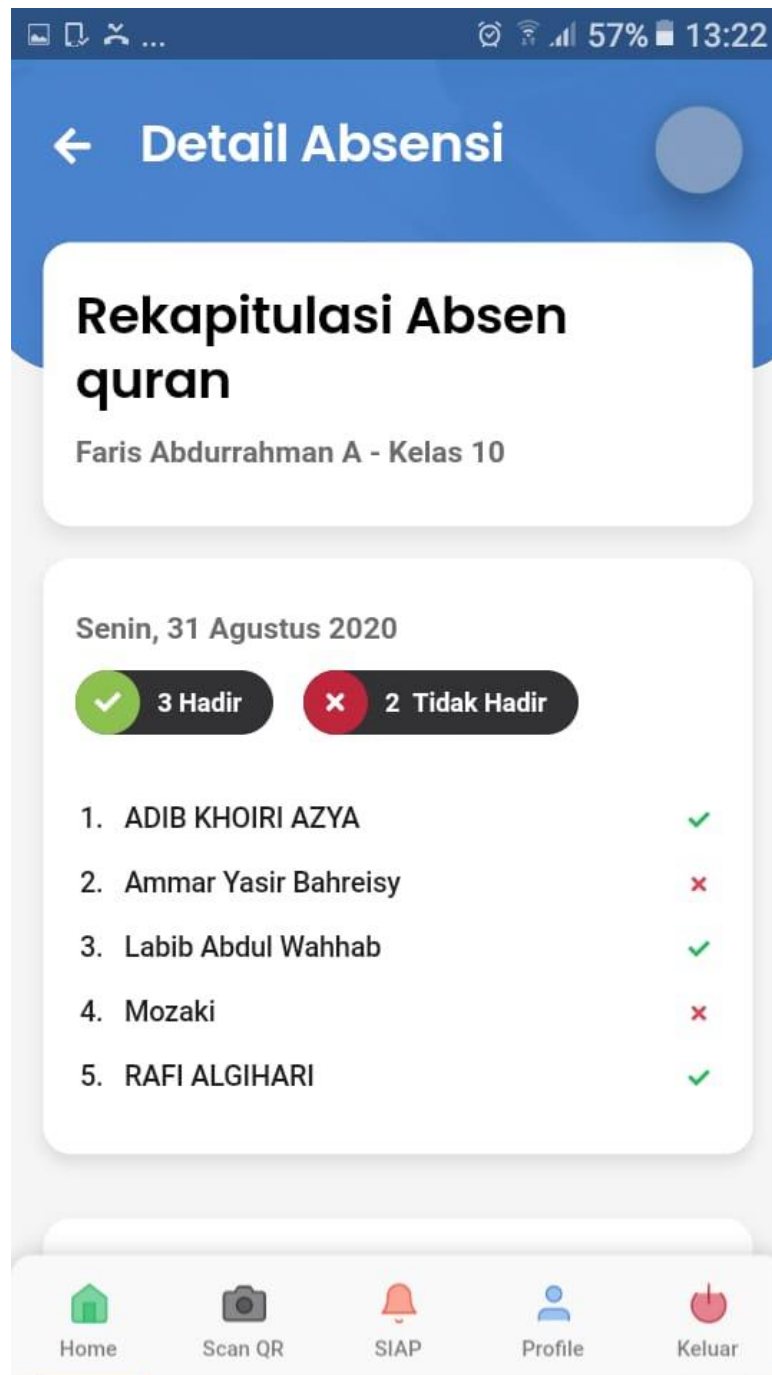 ... 57% 13:22
Detail Absensi
Rekapitulasi Absen
quran
Faris Abdurrahman A - Kelas 10
Senin, 31 Agustus 2020
3 Hadir 2 Tidak Hadir
1. ADIB KHOIRI AZYA
2. Ammar Yasir Bahreisy
3. Labib Abdul Wahhab
4. Mozaki
5. RAFI ALGIHARI
Home Scan QR SIAP Profile Keluar